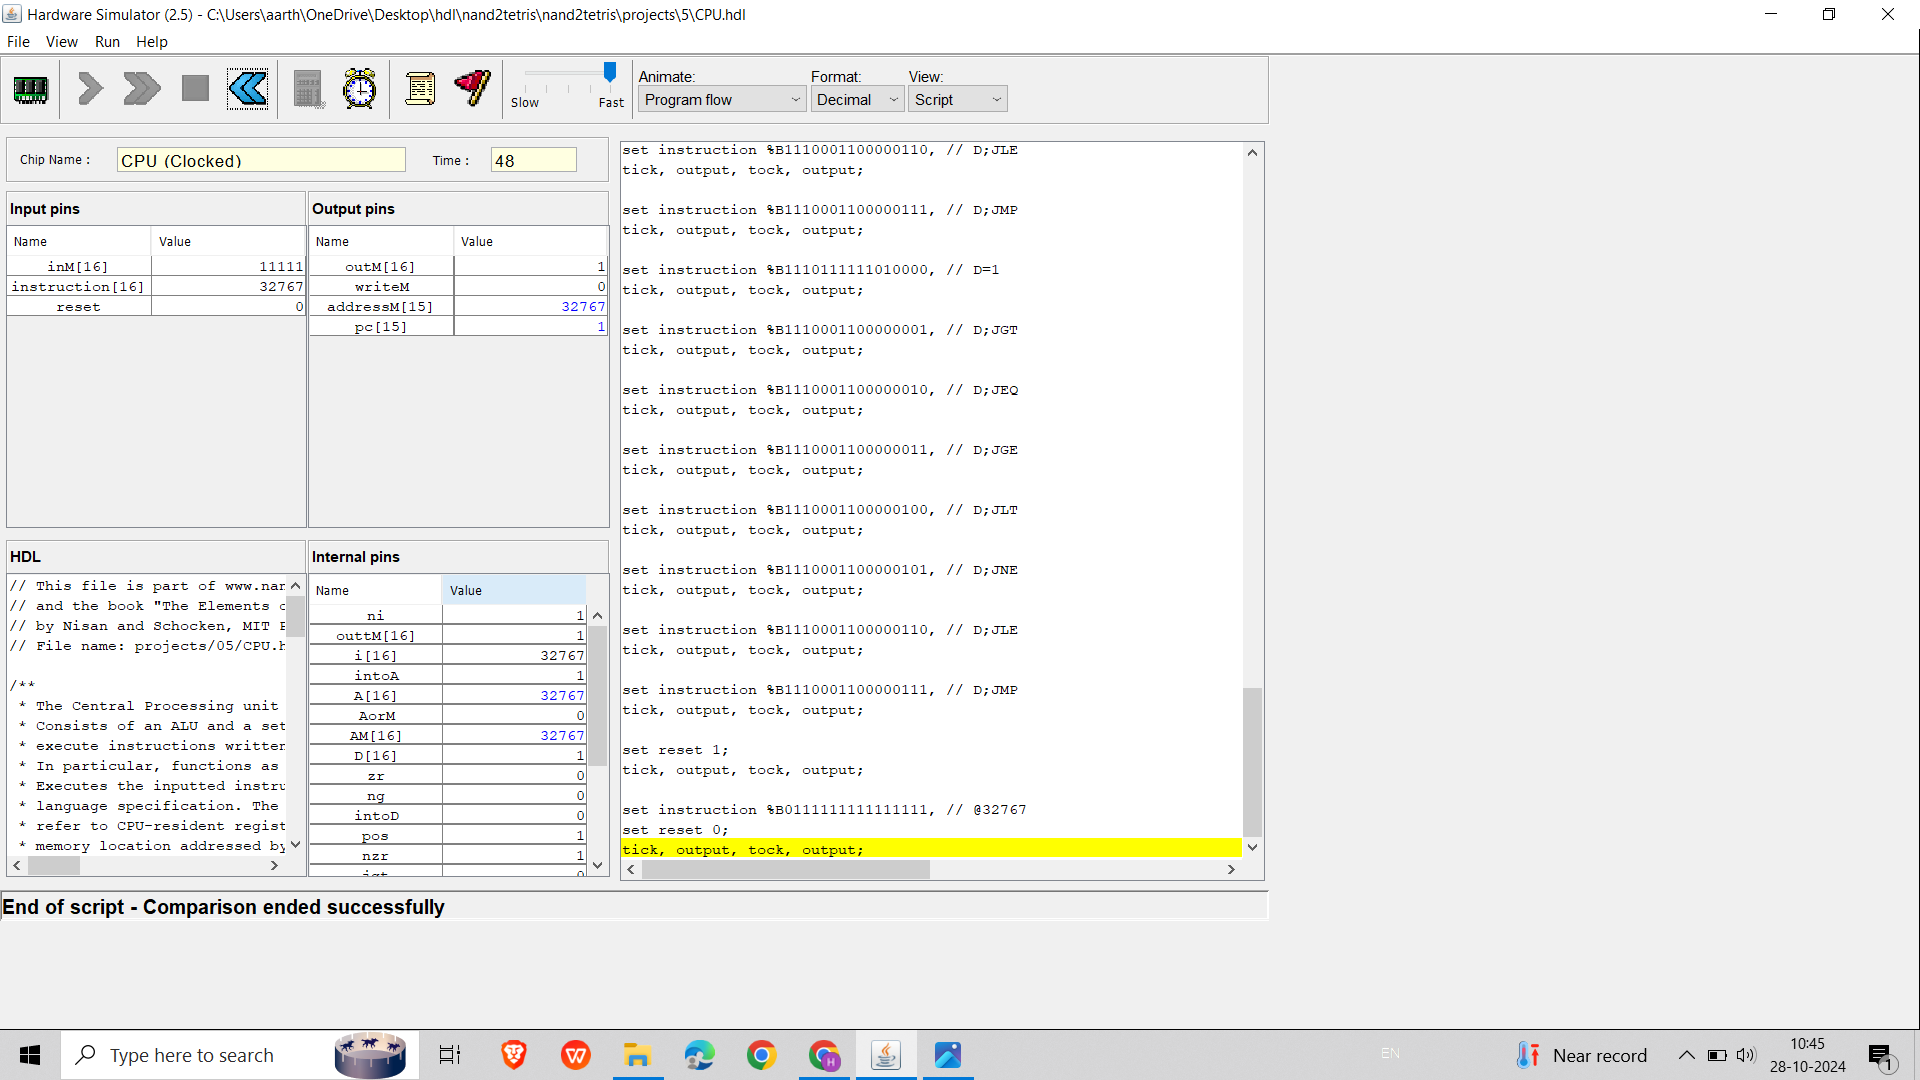 Hardware Simulator (2.5) - C:\Users\aarth\OneDrive\Desktop\hdl\nand2tetris\nand2tetris\projects\5\CPU.hdl
File View Run Help
Slow Fast
Animate: Format: View:
Program flow Decimal Script
Chip Name : CPU (Clocked) Time : 48
Input pins
Name Value
inM[16] 11111
instruction[16] 32767
reset 0
Output pins
Name Value
outM[16] 1
writeM 0
addressM[15] 32767
pc[15] 1
HDL
// This file is part of www.nan
// and the book "The Elements o
// by Nisan and Schocken, MIT P
// File name: projects/05/CPU.h
/**
* The Central Processing unit
* Consists of an ALU and a set
* execute instructions written
* In particular, functions as
* Executes the inputted instru
* language specification. The
* refer to CPU-resident regist
* memory location addressed by
Internal pins
Name Value
ni 1
outtM[16] 1
i[16] 32767
intoA 1
A[16] 32767
AorM 0
AM[16] 32767
D[16] 1
zr 0
ng 0
intoD 0
pos 1
nzr 1
set instruction %B1110001100000110, // D;JLE
tick, output, tock, output;
set instruction %B1110001100000111, // D;JMP
tick, output, tock, output;
set instruction %B1110111111010000, // D=1
tick, output, tock, output;
set instruction %B1110001100000001, // D;JGT
tick, output, tock, output;
set instruction %B1110001100000010, // D;JEQ
tick, output, tock, output;
set instruction %B1110001100000011, // D;JGE
tick, output, tock, output;
set instruction %B1110001100000100, // D;JLT
tick, output, tock, output;
set instruction %B1110001100000101, // D;JNE
tick, output, tock, output;
set instruction %B1110001100000110, // D;JLE
tick, output, tock, output;
set instruction %B1110001100000111, // D;JMP
tick, output, tock, output;
set reset 1;
tick, output, tock, output;
set instruction %B0111111111111111, // @32767
set reset 0;
tick, output, tock, output;
End of script - Comparison ended successfully
Type here to search
W
H
EN
Near record
10:45
28-10-2024
1